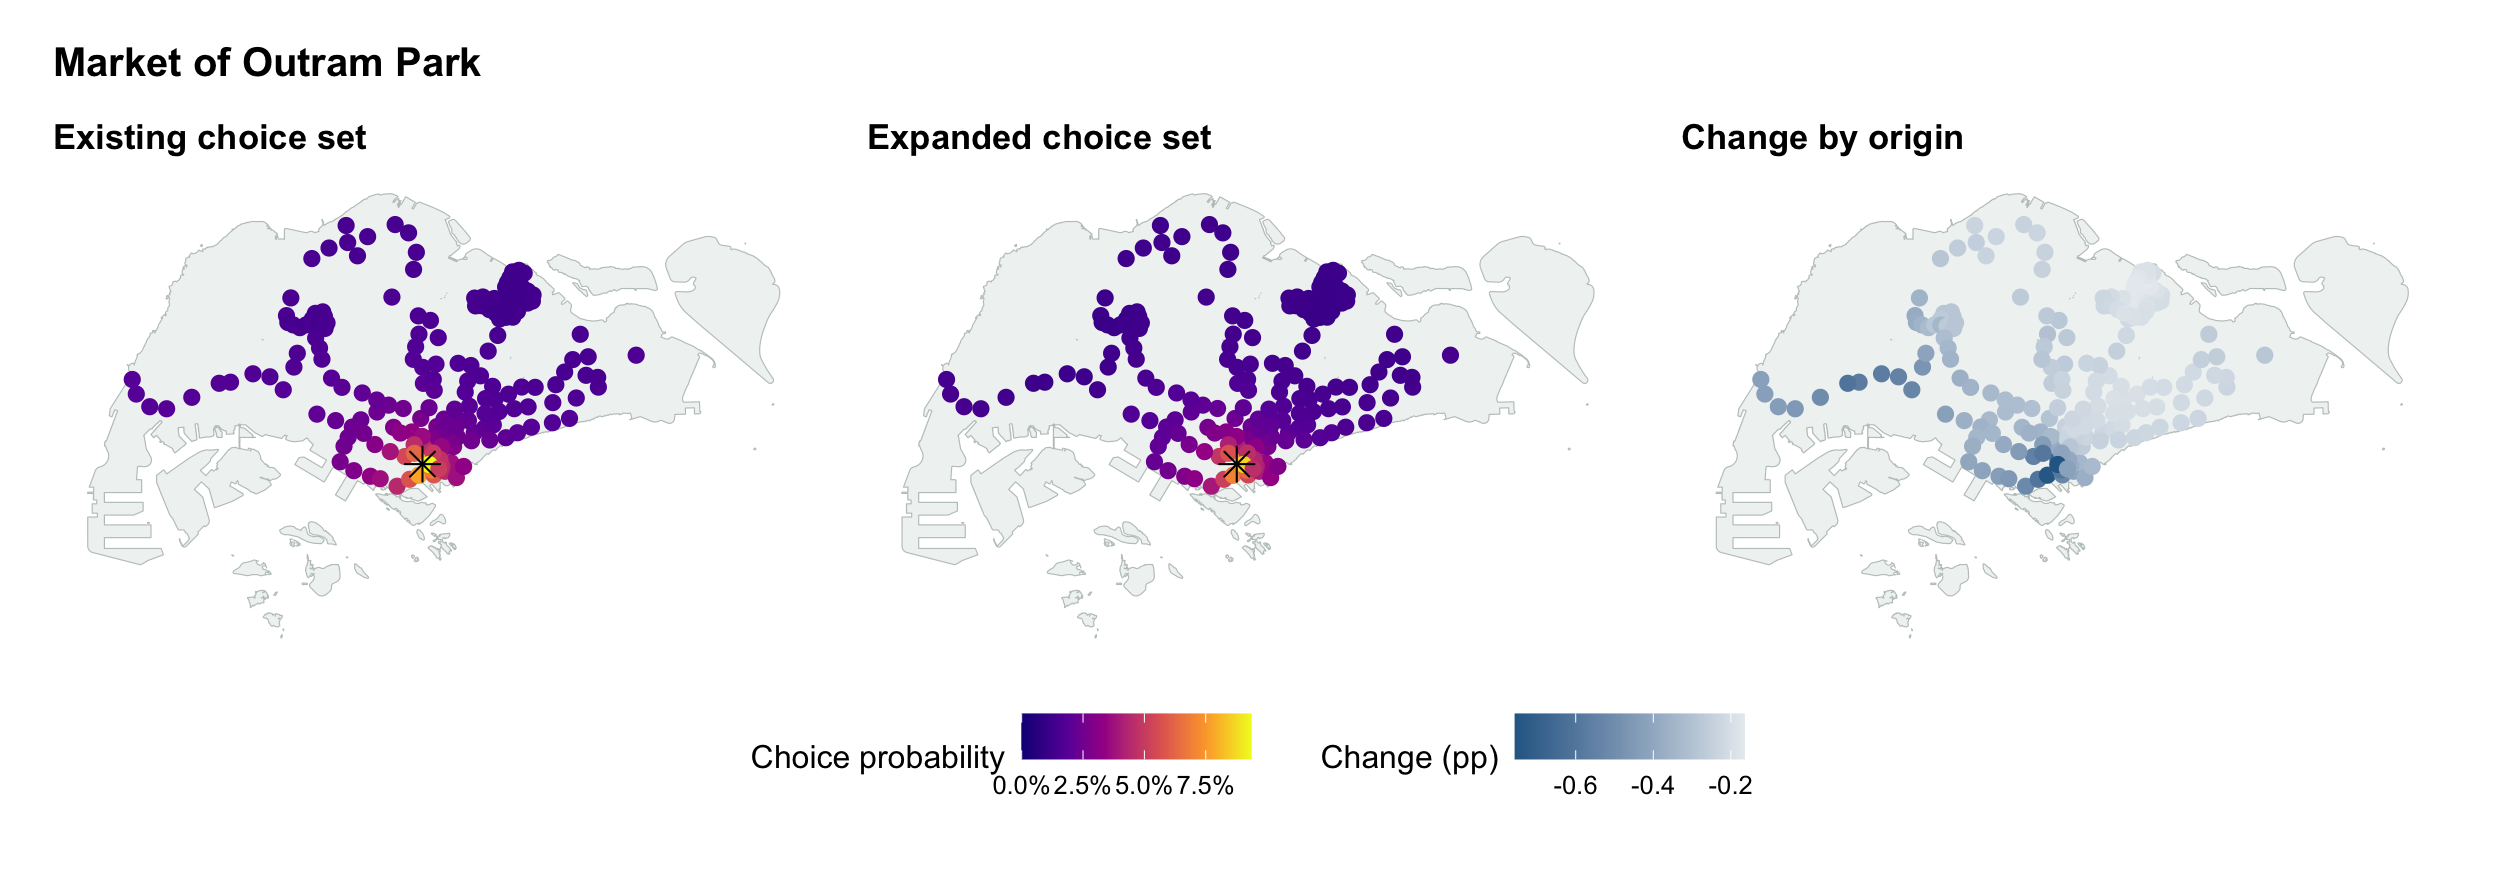 Market of Outram Park
Existing choice set
Expanded choice set
Change by origin
Choice probability
0.0% 2.5% 5.0% 7.5%
Change (pp)
-0.6 -0.4 -0.2